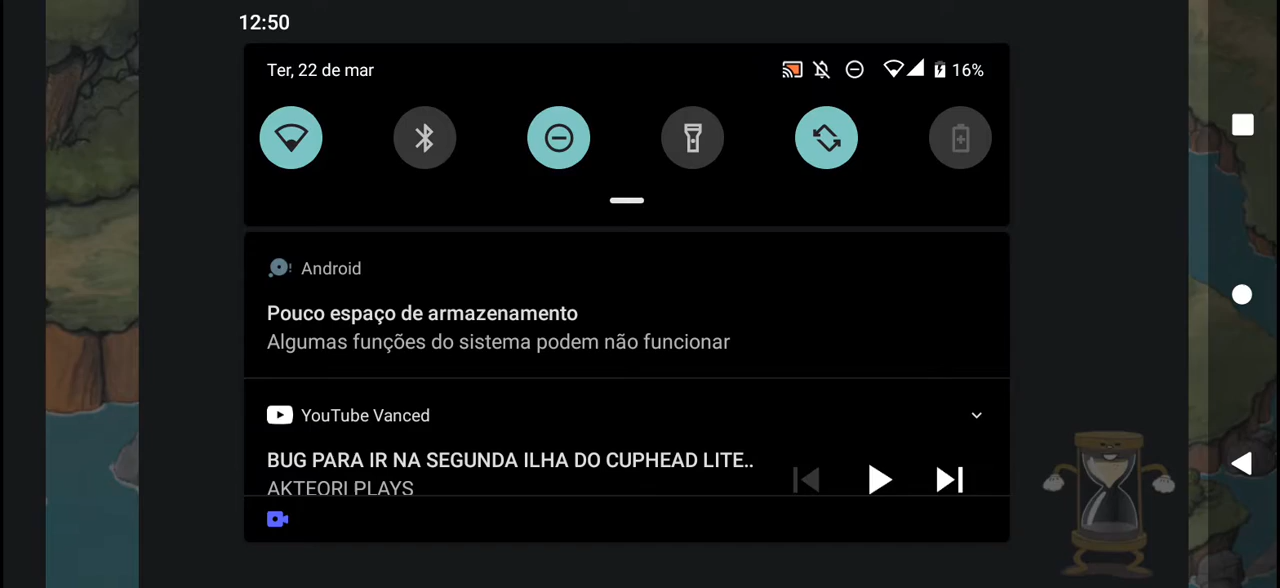 12:50
Ter, 22 de mar
16%
Android
Pouco espaço de armazenamento
Algumas funções do sistema podem não funcionar
YouTube Vanced
BUG PARA IR NA SEGUNDA ILHA DO CUPHEAD LITE..
AKTEORI PLAYS